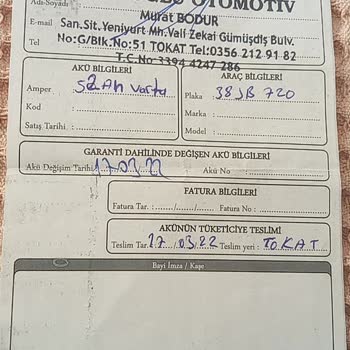 Adı-Soyadı OTOMOTİV
Murat BODUR
E-mail San.Sit.Yeniyurt Mh.Vali Zekai Gümüşdiş Bulv.
No:G/Blk.No:51 TOKAT Tel:0356 212 91 82
Tel
T.C.No 3394 4247 286
AKÜ BİLGİLERİ
ARAÇ BİLGİLERİ
Amper Varta
Plaka 38 JB 720
Kod
Marka :
Satış Tarihi :
Model :
GARANTİ DAHİLİNDE DEĞİŞEN AKÜ BİLGİLERİ
Akü Değişim Tarihi 17.03.22 Akü No :
FATURA BİLGİLERİ
Fatura Tar. : ....../....../...... Fatura No :
AKÜNÜN TÜKETİCİYE TESLİMİ
Teslim Tar. 17 / 03.22 Teslim yeri : TOKAT
Bayi İmza / Kaşe